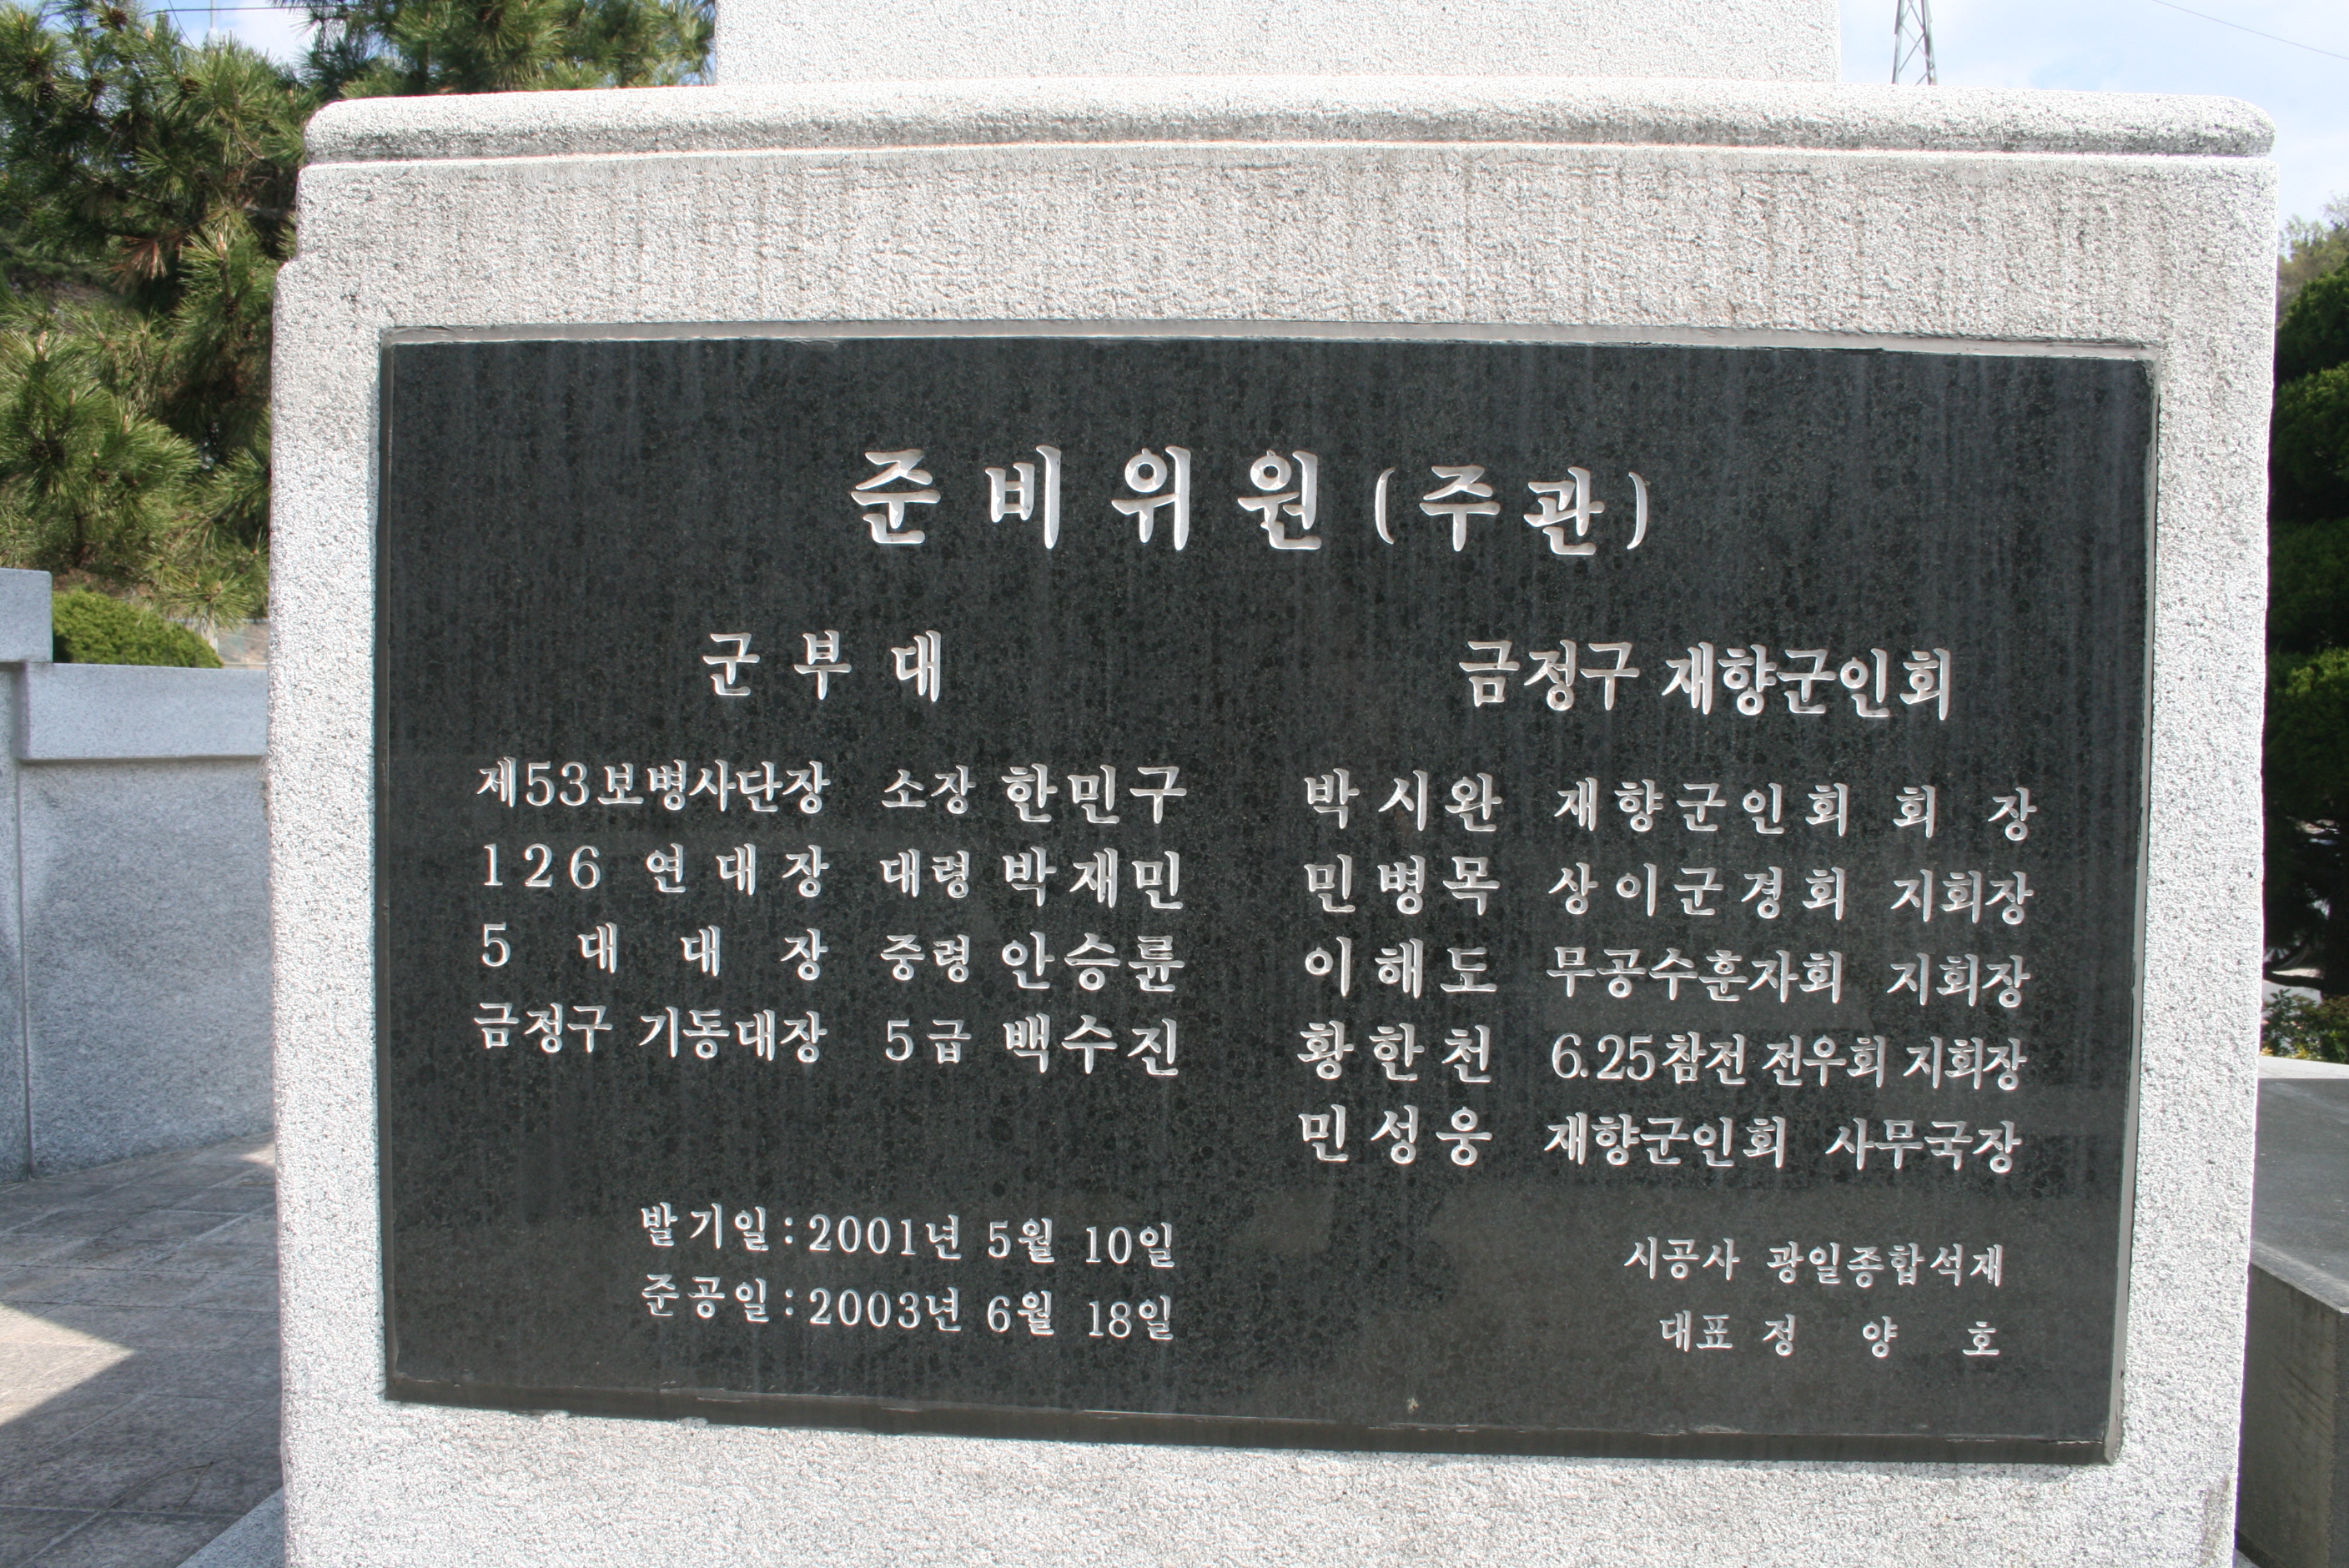 준비위원(주관)
군부대
제53보병사단장 소장 한민구
126 연대장 대령 박재민
5 대대장 중령 안승륜
금정구 기동대장 5급 백수진
금정구 재향군인회
박시완 재향군인회 회장
민병목 상이군경회 지회장
이해도 무공수훈자회 지회장
황한천 6.25참전 전우회 지회장
민성웅 재향군인회 사무국장
발기일:2001년 5월 10일
준공일:2003년 6월 18일
시공사 광일종합석재
대표 정양호